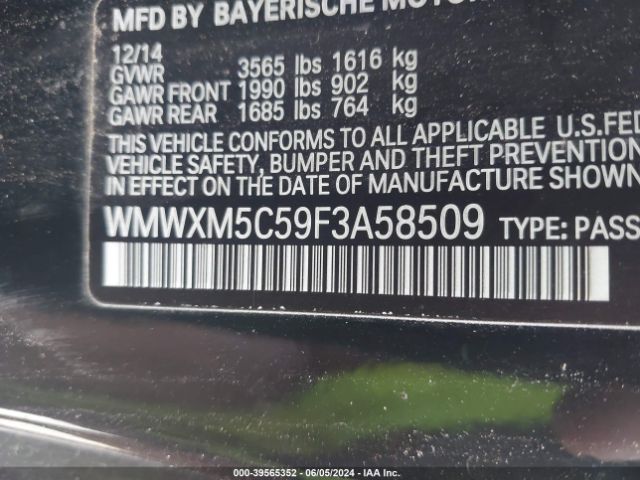 MFD BY BAYERISCHE MOTOR
12/14
GVWR 3565 lbs 1616 kg
GAWR FRONT 1990 lbs 902 kg
GAWR REAR 1685 lbs 764 kg
THIS VEHICLE CONFORMS TO ALL APPLICABLE U.S.FED
VEHICLE SAFETY, BUMPER AND THEFT PREVENTION
IN EFFECT ON THE DATE OF MANUFACTURE SHOWN
WMWXM5C59F3A58509 TYPE: PASS
000-39565352 | 06/05/2024 | IAA Inc.